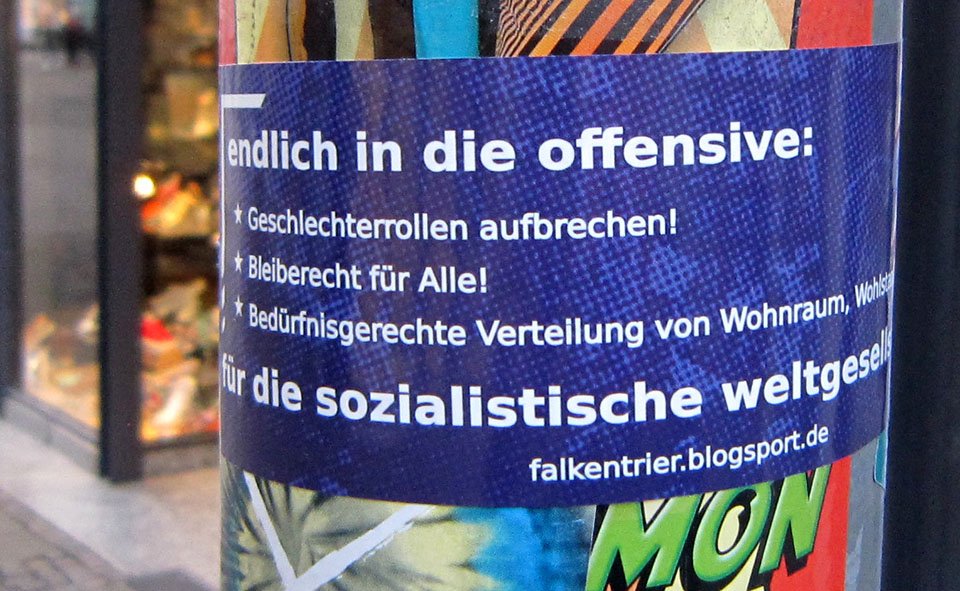 endlich in die offensive:
★ Geschlechterrollen aufbrechen!
★ Bleiberecht für Alle!
★ Bedürfnisgerechte Verteilung von Wohnraum,
für die sozialistische
falkentrier.blogsport.de
MON